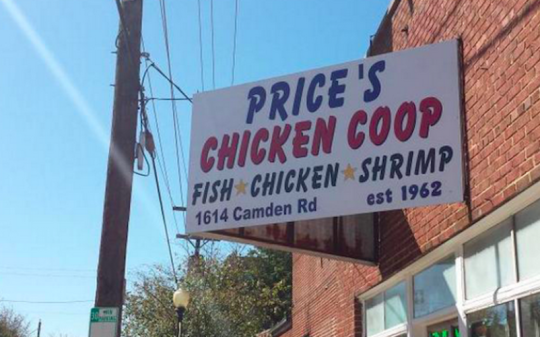 PRICE'S
CHICKEN COOP
FISH★CHICKEN★SHRIMP
1614 Camden Rd est 1962